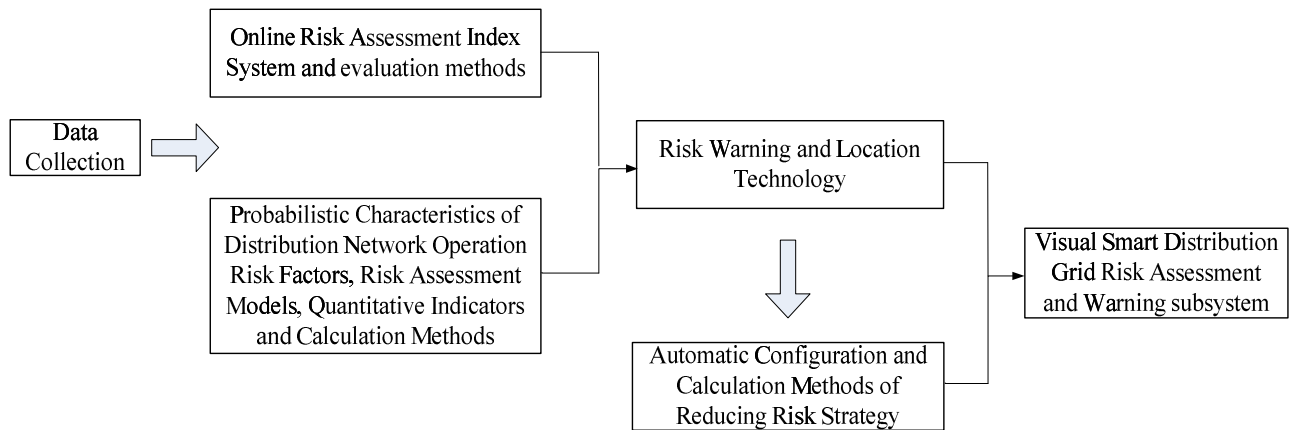 Data
Collection
Online Risk Assessment Index
System and evaluation methods
Probabilistic Characteristics of
Distribution Network Operation
Risk Factors, Risk Assessment
Models, Quantitative Indicators
and Calculation Methods
Risk Warning and Location
Technology
Automatic Configuration and
Calculation Methods of
Reducing Risk Strategy
Visual Smart Distribution
Grid Risk Assessment
and Warning subsystem